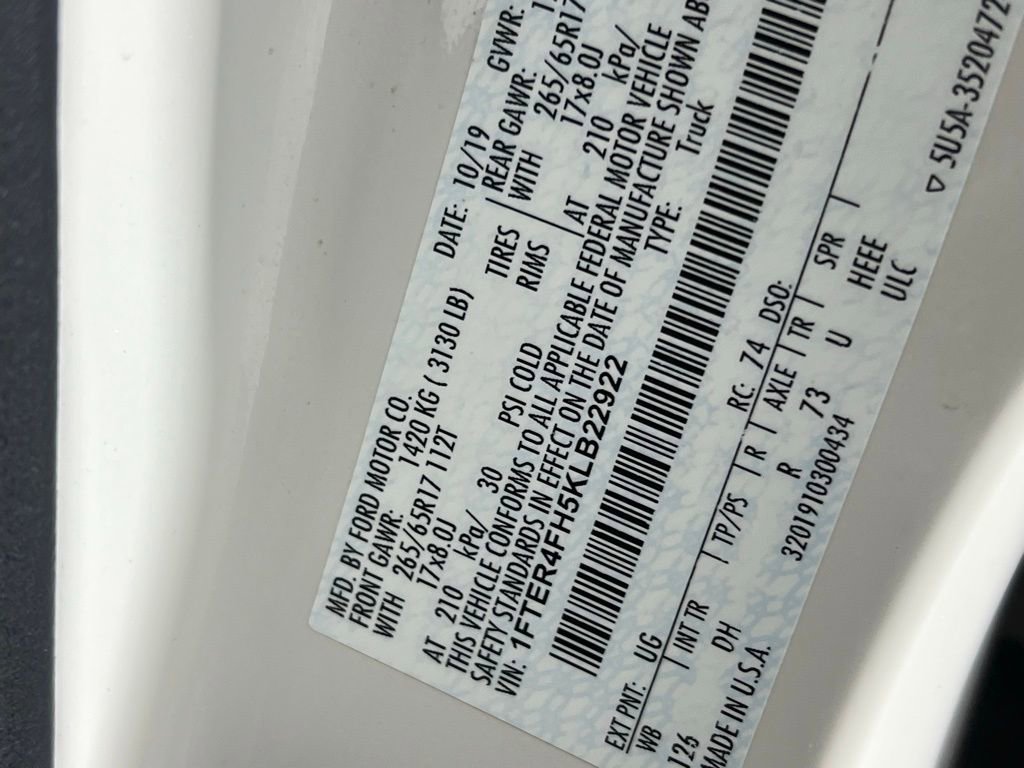 MFD. BY FORD MOTOR CO.
DATE: 10/19
GVWR:
FRONT GAWR: 1420 KG ( 3130 LB)
REAR GAWR:
WITH 265/65R17 112T
TIRES WITH 265/65R17
17x8.0J RIMS 17x8.0J
AT 210 kPa/ 30 PSI COLD AT 210 kPa/
THIS VEHICLE CONFORMS TO ALL APPLICABLE FEDERAL MOTOR VEHICLE
SAFETY STANDARDS IN EFFECT ON THE DATE OF MANUFACTURE SHOWN AB
VIN: 1FTER4FH5KLB22922
TYPE: Truck
EXT PNT: UG RC: 74 DSO:
WB INT TR TP/PS R AXLE TR SPR
126 DH R 73 U HEEE
MADE IN U.S.A. 320191030 0434 ULC
▽ 5U5A-3520472